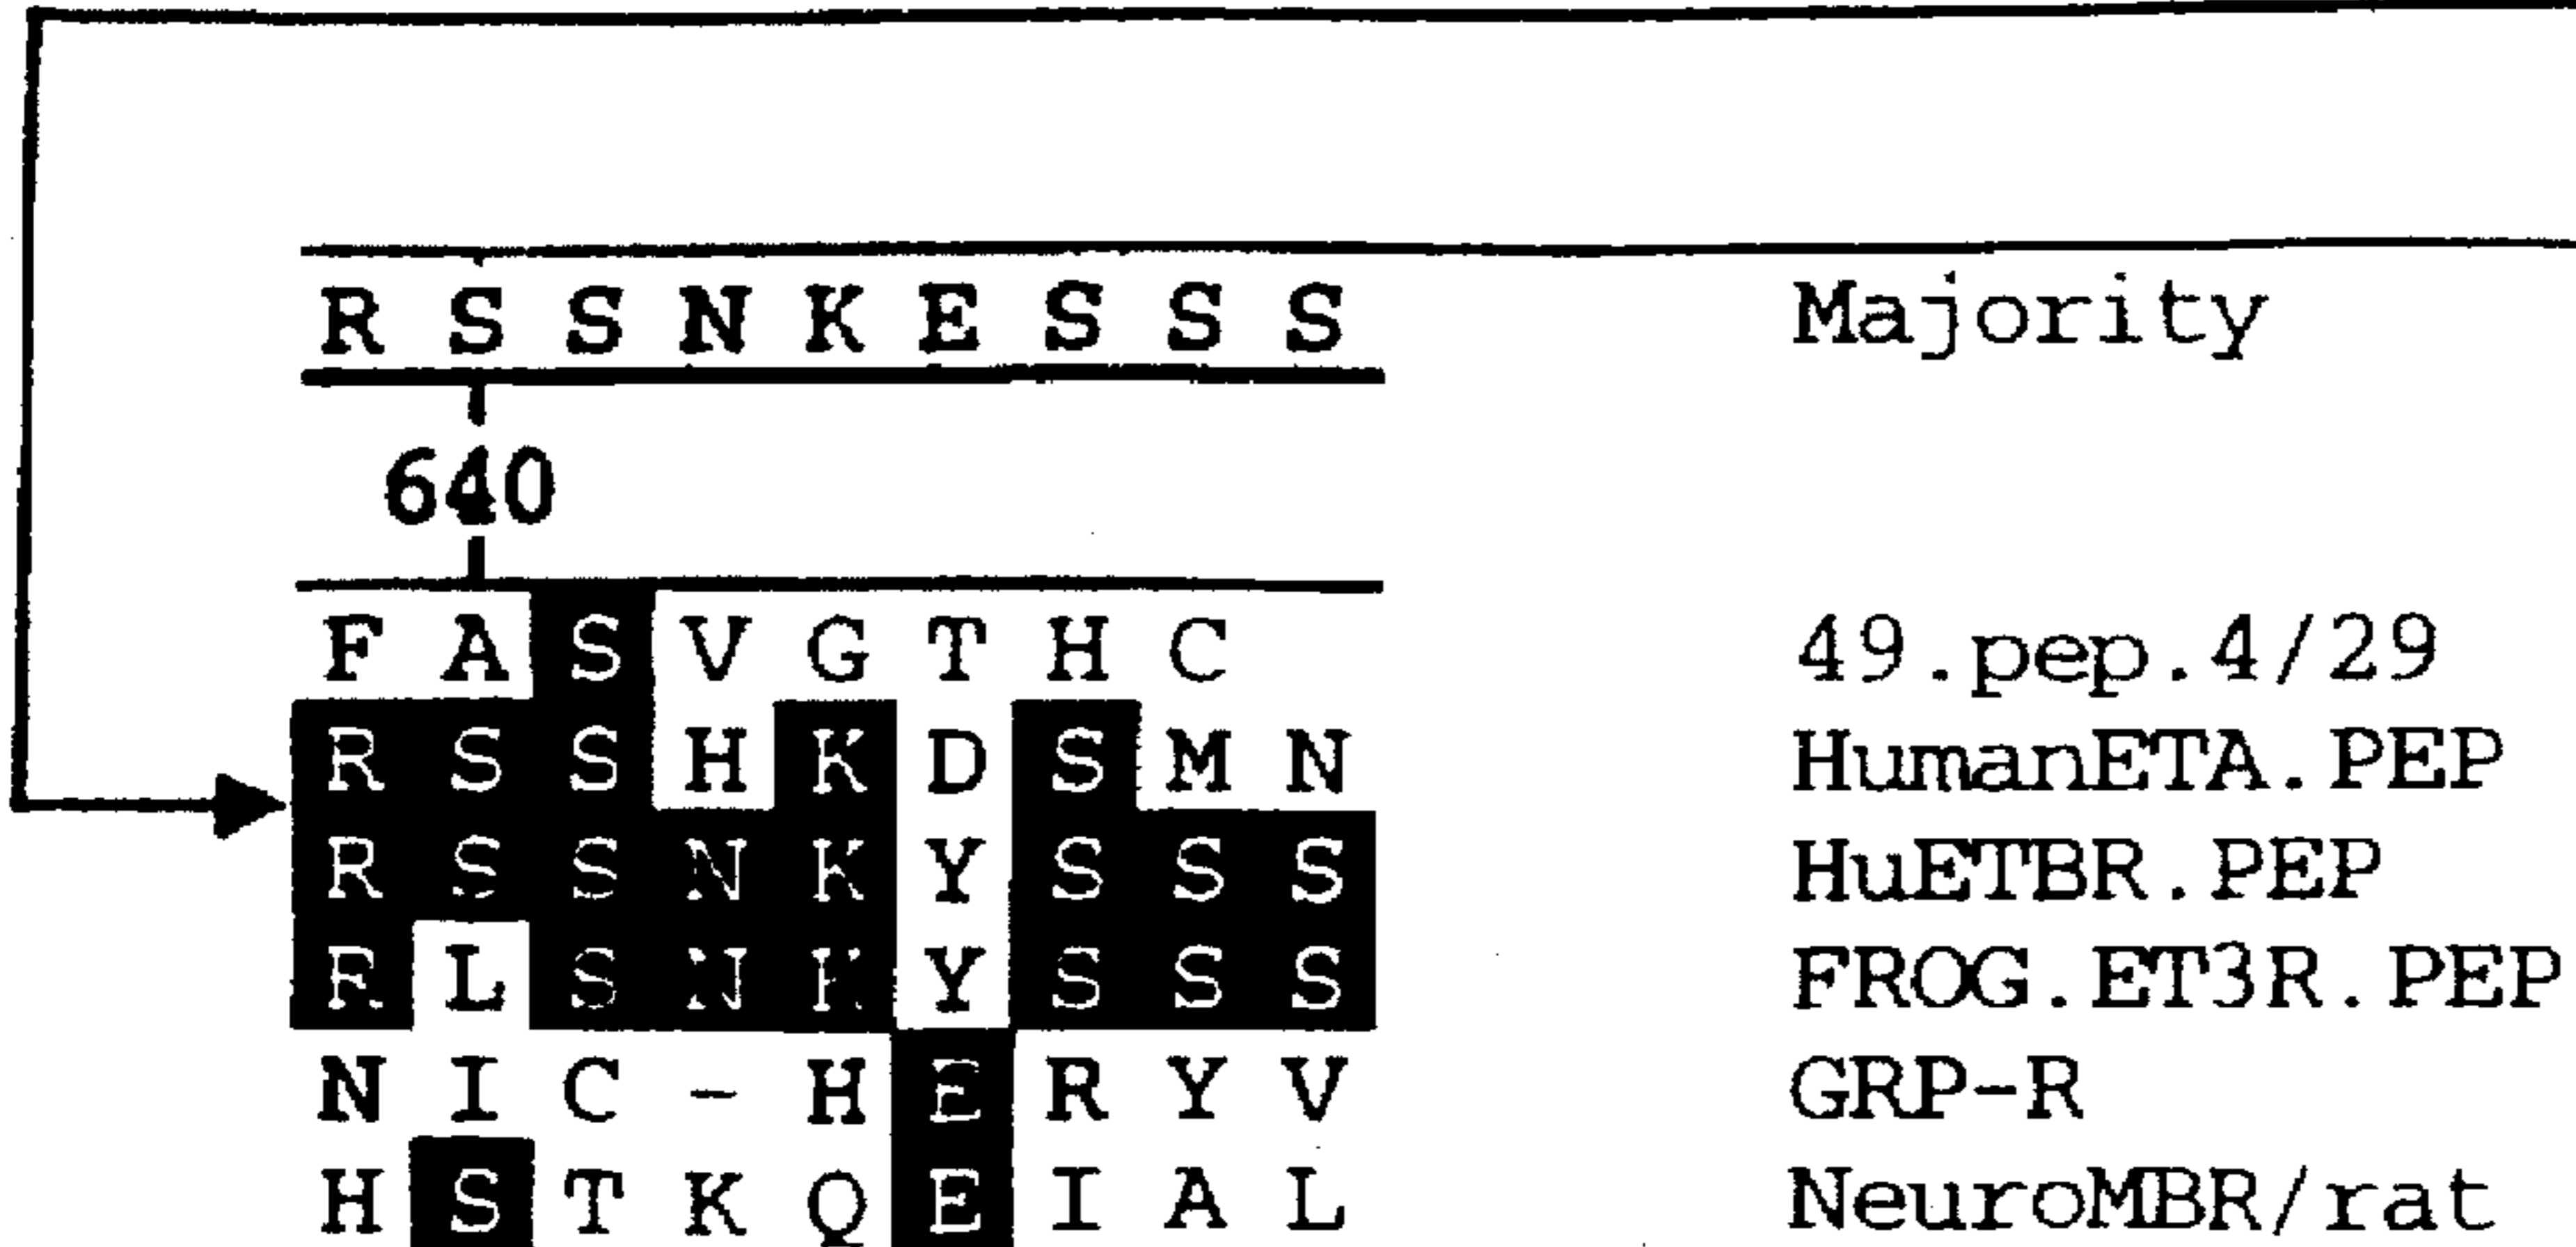 R S S N K E S S S Majority
640
F A S V G T H C 49.pep.4/29
R S S H K D S M N HumanETA.PEP
R S S N K Y S S S HuETBR.PEP
R L S N K Y S S S FROG.ET3R.PEP
N I C - H E R Y V GRP-R
H S T K Q E I A L NeuroMBR/rat